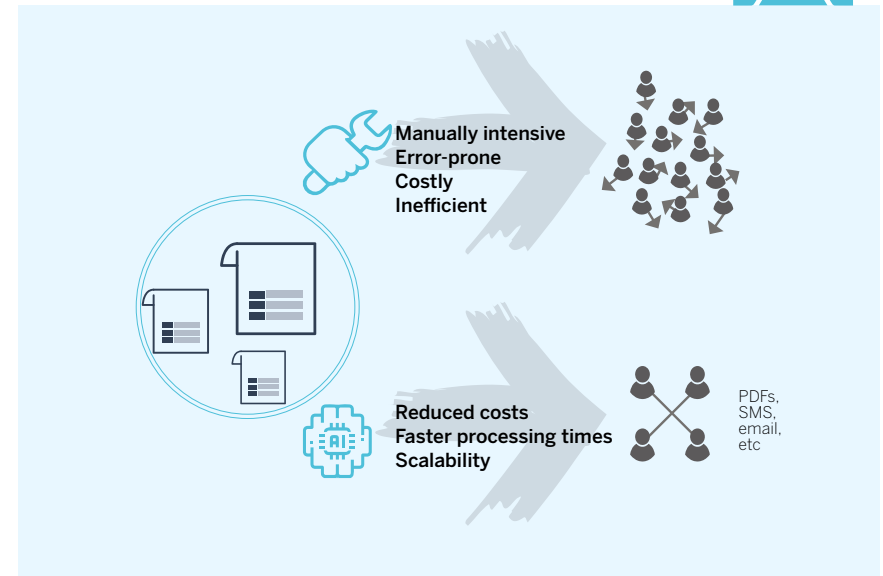 Manually intensive
Error-prone
Costly
Inefficient
AI
Reduced costs
Faster processing times
Scalability
PDFs,
SMS,
email,
etc